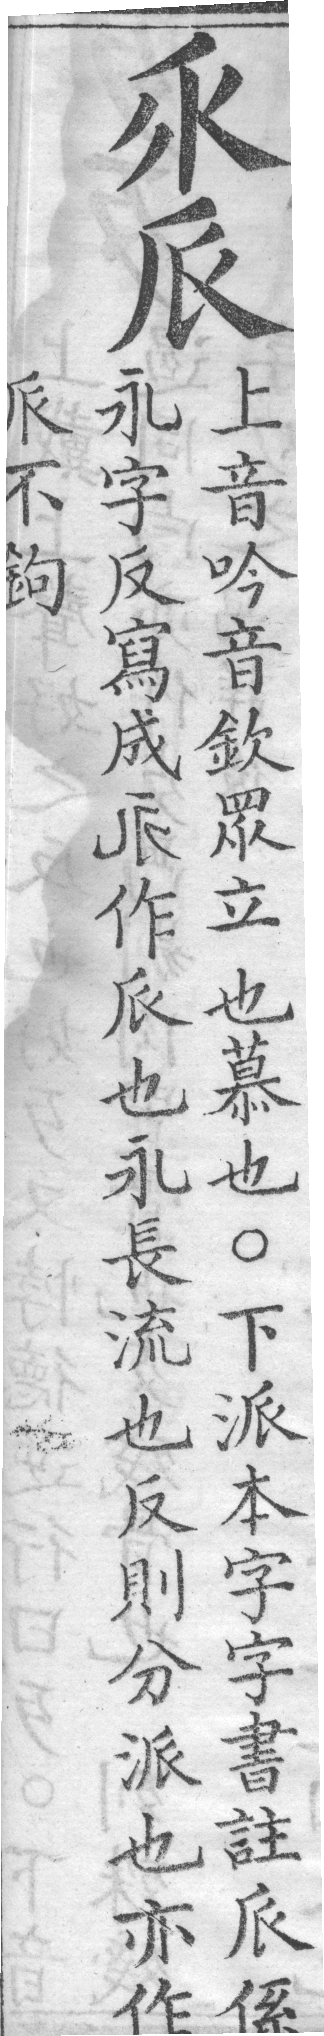 乑𠂢
上音吟音欽眾立也慕也○下派本字字書註𠂢係
永字反寫成𠂢作𠂢也永長流也反則分派也亦作
𠂢不鉤